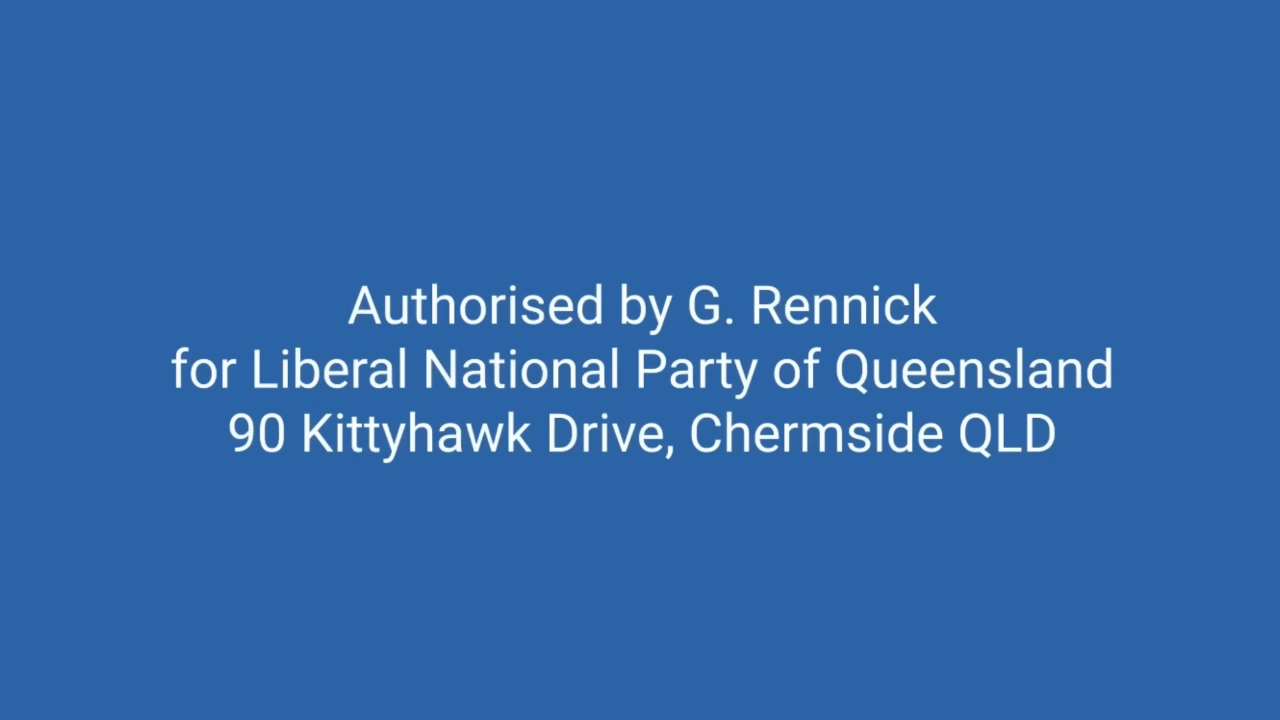 Authorised by G. Rennick
for Liberal National Party of Queensland
90 Kittyhawk Drive, Chermside QLD